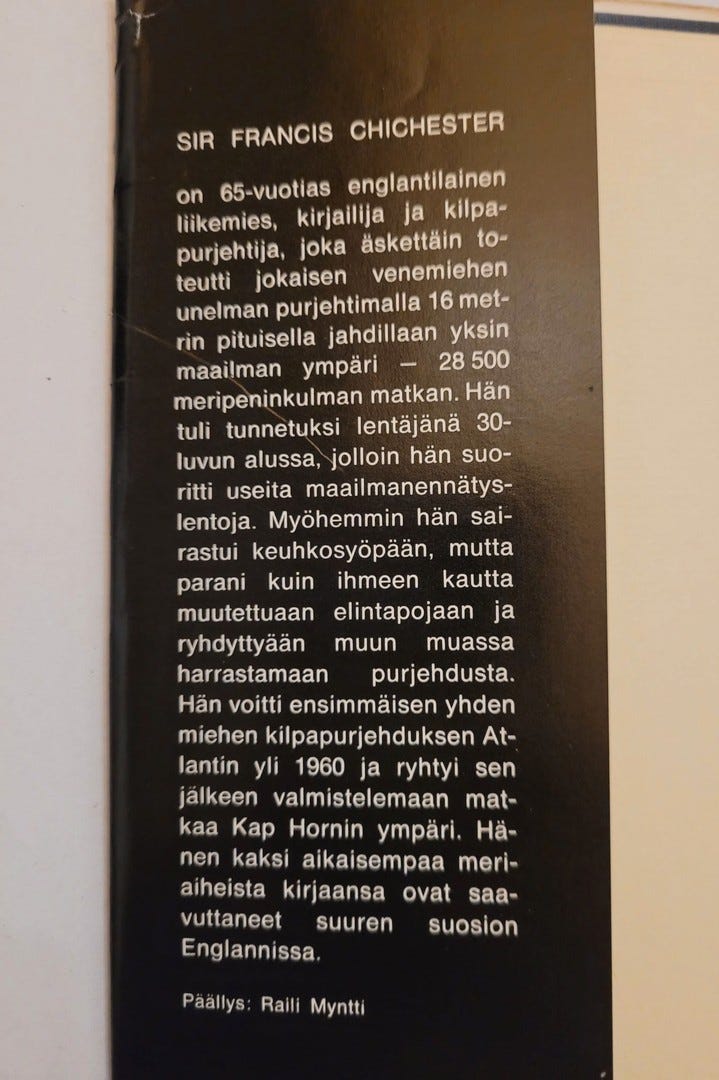 SIR FRANCIS CHICHESTER
on 65-vuotias englantilainen
liikemies, kirjailija ja kilpa-
purjehtija, joka äskettäin to-
teutti jokaisen venemiehen
unelman purjehtimalla 16 met-
rin pituisella jahdillaan yksin
maailman ympäri — 28 500
meripeninkulman matkan. Hän
tuli tunnetuksi lentäjänä 30-
luvun alussa, jolloin hän suo-
ritti useita maailmanennätys-
lentoja. Myöhemmin hän sai-
rastui keuhkosyöpään, mutta
parani kuin ihmeen kautta
muutettuaan elintapojaan ja
ryhdyttyään muun muassa
harrastamaan purjehdusta.
Hän voitti ensimmäisen yhden
miehen kilpapurjehduksen At-
lantin yli 1960 ja ryhtyi sen
jälkeen valmistelemaan mat-
kaa Kap Hornin ympäri. Hä-
nen kaksi aikaisempaa meri-
aiheista kirjaansa ovat saa-
vuttaneet suuren suosion
Englannissa.
Päällys: Raili Myntti